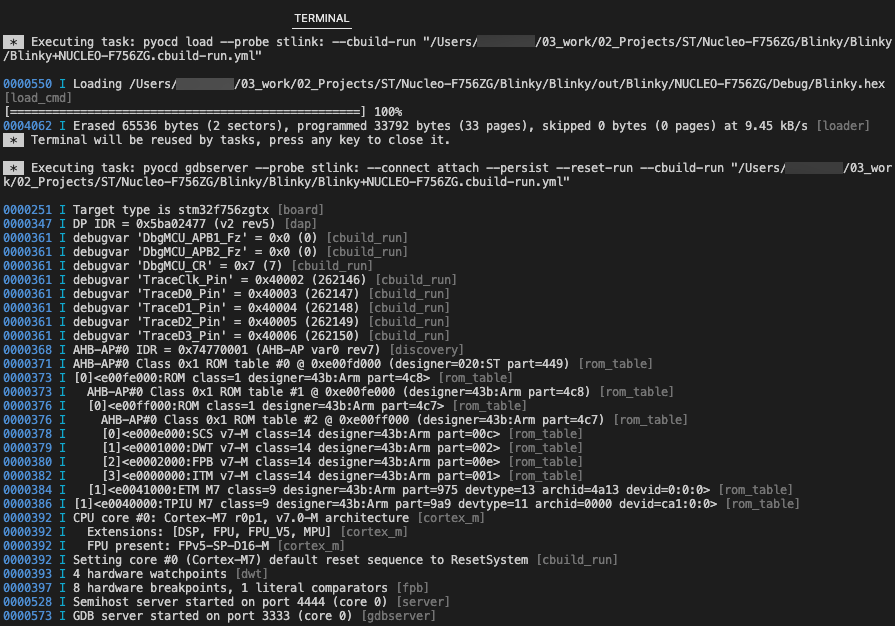 TERMINAL
* Executing task: pyocd load --probe stlink: --cbuild-run "/Users/ /03_work/02_Projects/ST/Nucleo-F756ZG/Blinky/Blinky
/Blinky+NUCLEO-F756ZG.cbuild-run.yml"
0000550 I Loading /Users/ /03_work/02_Projects/ST/Nucleo-F756ZG/Blinky/Blinky/out/Blinky/NUCLEO-F756ZG/Debug/Blinky.hex
[load_cmd]
[==================================================] 100%
0004062 I Erased 65536 bytes (2 sectors), programmed 33792 bytes (33 pages), skipped 0 bytes (0 pages) at 9.45 kB/s [loader]
* Terminal will be reused by tasks, press any key to close it.
* Executing task: pyocd gdbserver --probe stlink: --connect attach --persist --reset-run --cbuild-run "/Users/ /03_wor
k/02_Projects/ST/Nucleo-F756ZG/Blinky/Blinky/Blinky+NUCLEO-F756ZG.cbuild-run.yml"
0000251 I Target type is stm32f756zgtx [board]
0000347 I DP IDR = 0x5ba02477 (v2 rev5) [dap]
0000361 I debugvar 'DbgMCU_APB1_Fz' = 0x0 (0) [cbuild_run]
0000361 I debugvar 'DbgMCU_APB2_Fz' = 0x0 (0) [cbuild_run]
0000361 I debugvar 'DbgMCU_CR' = 0x7 (7) [cbuild_run]
0000361 I debugvar 'TraceClk_Pin' = 0x40002 (262146) [cbuild_run]
0000361 I debugvar 'TraceD0_Pin' = 0x40003 (262147) [cbuild_run]
0000361 I debugvar 'TraceD1_Pin' = 0x40004 (262148) [cbuild_run]
0000361 I debugvar 'TraceD2_Pin' = 0x40005 (262149) [cbuild_run]
0000361 I debugvar 'TraceD3_Pin' = 0x40006 (262150) [cbuild_run]
0000368 I AHB-AP#0 IDR = 0x74770001 (AHB-AP var0 rev7) [discovery]
0000371 I AHB-AP#0 Class 0x1 ROM table #0 @ 0xe00fd000 (designer=020:ST part=449) [rom_table]
0000373 I [0]<e00fe000:ROM class=1 designer=43b:Arm part=4c8> [rom_table]
0000373 I AHB-AP#0 Class 0x1 ROM table #1 @ 0xe00fe000 (designer=43b:Arm part=4c8) [rom_table]
0000376 I [0]<e00ff000:ROM class=1 designer=43b:Arm part=4c7> [rom_table]
0000376 I AHB-AP#0 Class 0x1 ROM table #2 @ 0xe00ff000 (designer=43b:Arm part=4c7) [rom_table]
0000378 I [0]<e000e000:SCS v7-M class=14 designer=43b:Arm part=00c> [rom_table]
0000379 I [1]<e0001000:DWT v7-M class=14 designer=43b:Arm part=002> [rom_table]
0000380 I [2]<e0002000:FPB v7-M class=14 designer=43b:Arm part=00e> [rom_table]
0000382 I [3]<e0000000:ITM v7-M class=14 designer=43b:Arm part=001> [rom_table]
0000384 I [1]<e0041000:ETM M7 class=9 designer=43b:Arm part=975 devtype=13 archid=4a13 devid=0:0:0> [rom_table]
0000386 I [1]<e0040000:TPIU M7 class=9 designer=43b:Arm part=9a9 devtype=11 archid=0000 devid=ca1:0:0> [rom_table]
0000392 I CPU core #0: Cortex-M7 r0p1, v7.0-M architecture [cortex_m]
0000392 I Extensions: [DSP, FPU, FPU_V5, MPU] [cortex_m]
0000392 I FPU present: FPv5-SP-D16-M [cortex_m]
0000392 I Setting core #0 (Cortex-M7) default reset sequence to ResetSystem [cbuild_run]
0000393 I 4 hardware watchpoints [dwt]
0000397 I 8 hardware breakpoints, 1 literal comparators [fpb]
0000528 I Semihost server started on port 4444 (core 0) [server]
0000573 I GDB server started on port 3333 (core 0) [gdbserver]